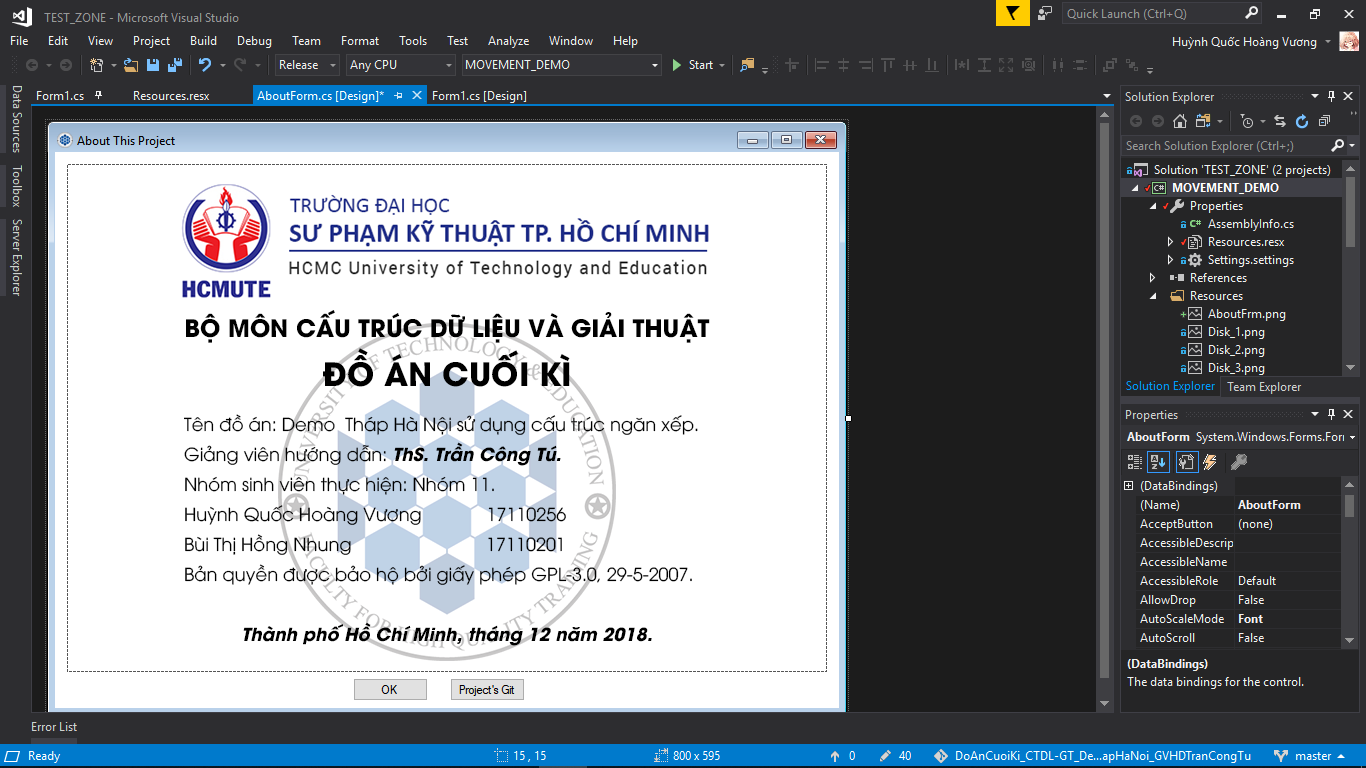 TEST_ZONE - Microsoft Visual Studio
Quick Launch (Ctrl+Q)
File Edit View Project Build Debug Team Format Tools Test Analyze Window Help
Huỳnh Quốc Hoàng Vương
Release Any CPU MOVEMENT_DEMO Start
Data Sources
Toolbox
Server Explorer
Form1.cs Resources.resx AboutForm.cs [Design]* Form1.cs [Design]
About This Project
HCMUTE
TRƯỜNG ĐẠI HỌC
SƯ PHẠM KỸ THUẬT TP. HỒ CHÍ MINH
HCMC University of Technology and Education
BỘ MÔN CẤU TRÚC DỮ LIỆU VÀ GIẢI THUẬT
ĐỒ ÁN CUỐI KÌ
Tên đồ án: Demo Tháp Hà Nội sử dụng cấu trúc ngăn xếp.
Giảng viên hướng dẫn: ThS. Trần Công Tú.
Nhóm sinh viên thực hiện: Nhóm 11.
Huỳnh Quốc Hoàng Vương 17110256
Bùi Thị Hồng Nhung 17110201
Bản quyền được bảo hộ bởi giấy phép GPL-3.0, 29-5-2007.
Thành phố Hồ Chí Minh, tháng 12 năm 2018.
UNIVERSITY OF TECHNOLOGY & EDUCATION
FACULTY FOR HIGH QUALITY TRAINING
OK Project's Git
Solution Explorer
Search Solution Explorer (Ctrl+;)
Solution 'TEST_ZONE' (2 projects)
MOVEMENT_DEMO
Properties
AssemblyInfo.cs
Resources.resx
Settings.settings
References
Resources
AboutFrm.png
Disk_1.png
Disk_2.png
Disk_3.png
Solution Explorer Team Explorer
Properties
AboutForm System.Windows.Forms.For
(DataBindings)
(Name) AboutForm
AcceptButton (none)
AccessibleDescrip
AccessibleName
AccessibleRole Default
AllowDrop False
AutoScaleMode Font
AutoScroll False
(DataBindings)
The data bindings for the control.
Error List
Ready 15 , 15 800 x 595 0 40 DoAnCuoiKi_CTDL-GT_De...apHaNoi_GVHDTranCongTu master